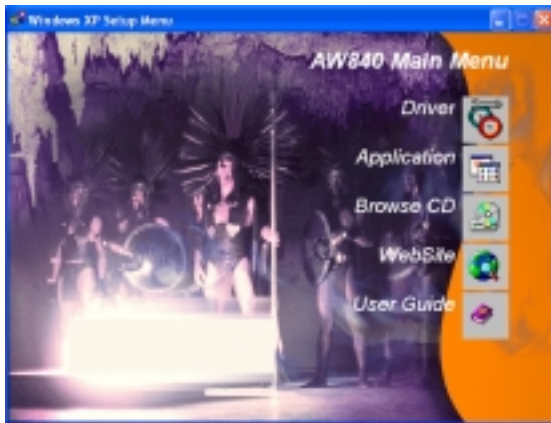 Windows XP Setup Menu
AW840 Main Menu
Driver
Application
Browse CD
WebSite
User Guide